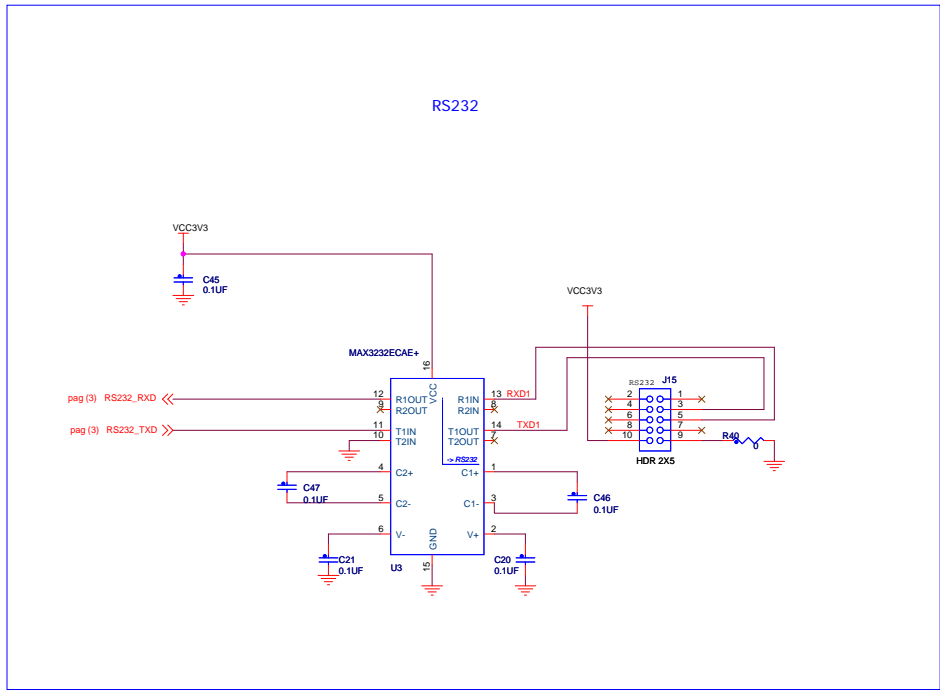 RS232
VCC3V3
C45
0.1UF
VCC3V3
MAX3232ECAE+
16
RS232 J15
pag (3) RS232_RXD
12 R1OUT VCC R1IN 13 RXD1
9 R2OUT R2IN 8
2 1
4 3
6 5
8 7
10 9
pag (3) RS232_TXD
11 T1IN T1OUT 14 TXD1
10 T2IN T2OUT 7
R40
0
HDR 2X5
-> RS232
4 C2+ C1+ 1
C47
0.1UF
C46
0.1UF
5 C2- C1- 3
6 V- GND V+ 2
C21
0.1UF
C20
0.1UF
U3
15